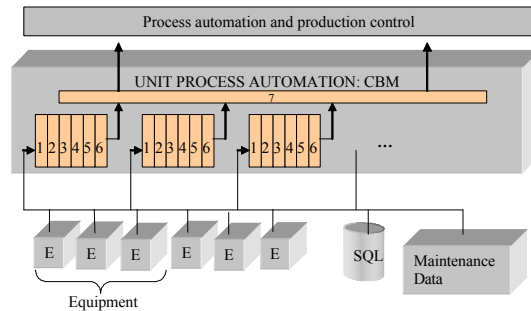 Process automation and production control
UNIT PROCESS AUTOMATION: CBM
7
1 2 3 4 5 6 1 2 3 4 5 6 1 2 3 4 5 6 ...
E E E E E E
SQL
Maintenance
Data
Equipment